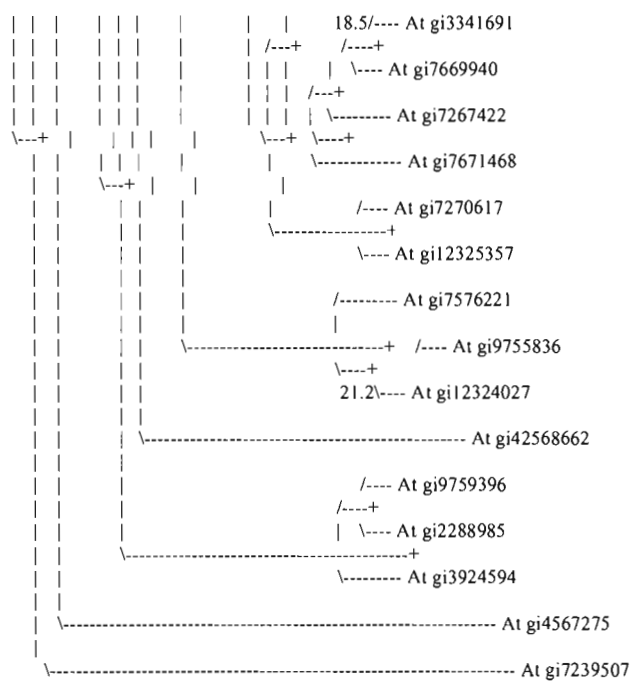 18.5/---- At gi3341691
At gi7669940
At gi7267422
At gi7671468
At gi7270617
At gi12325357
At gi7576221
At gi9755836
21.2\---- At gi12324027
At gi42568662
At gi9759396
At gi2288985
At gi3924594
At gi4567275
At gi7239507